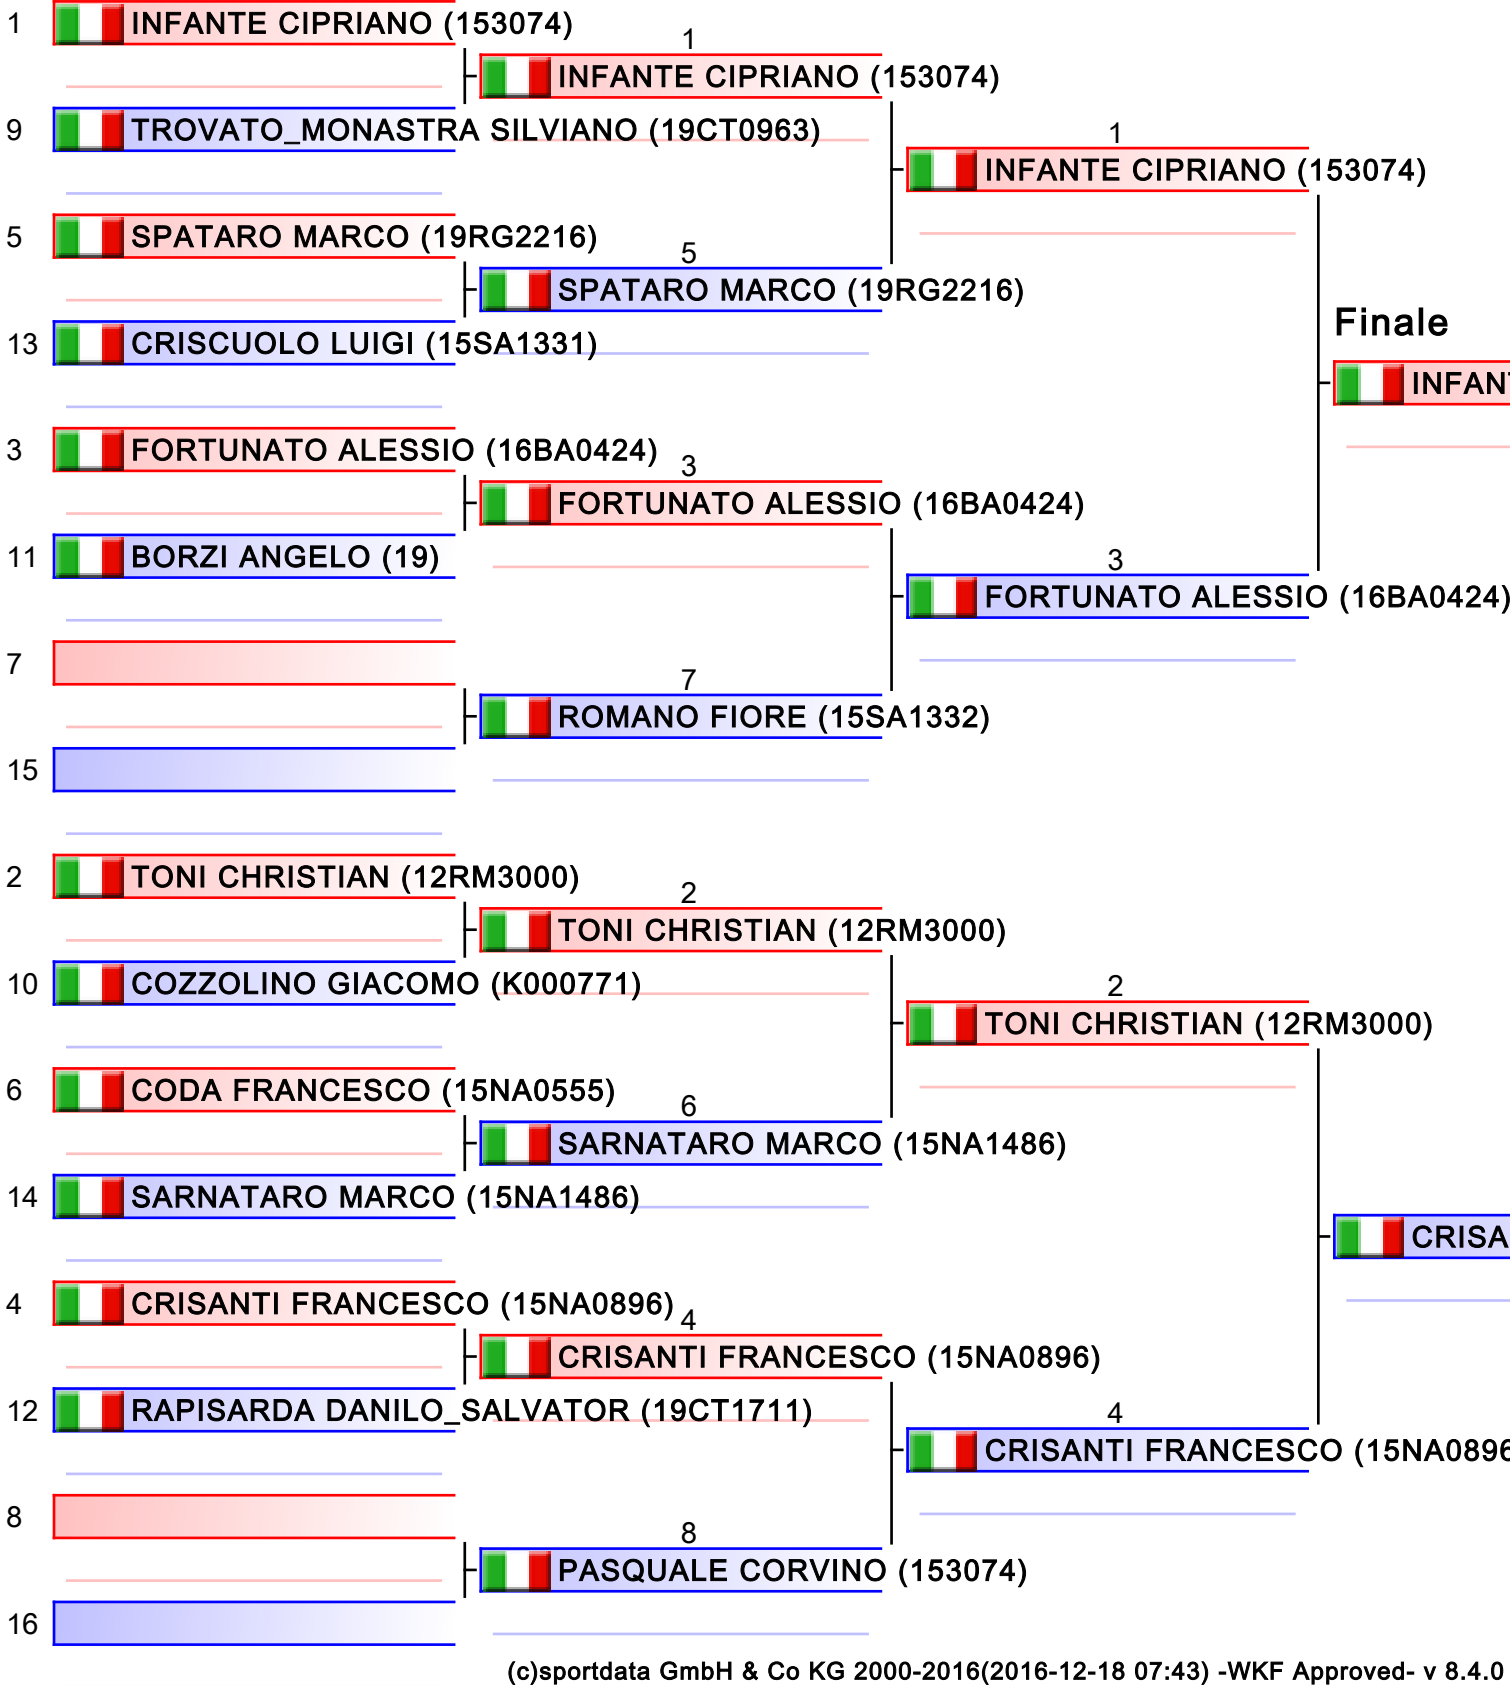 1 INFANTE CIPRIANO (153074)
1
INFANTE CIPRIANO (153074)
9 TROVATO_MONASTRA SILVIANO (19CT0963)
1
INFANTE CIPRIANO (153074)
5 SPATARO MARCO (19RG2216)
5
SPATARO MARCO (19RG2216)
Finale
13 CRISCUOLO LUIGI (15SA1331)
INFAN
3 FORTUNATO ALESSIO (16BA0424)
3
FORTUNATO ALESSIO (16BA0424)
11 BORZI ANGELO (19)
3
FORTUNATO ALESSIO (16BA0424)
7
7
ROMANO FIORE (15SA1332)
15
2 TONI CHRISTIAN (12RM3000)
2
TONI CHRISTIAN (12RM3000)
10 COZZOLINO GIACOMO (K000771)
2
TONI CHRISTIAN (12RM3000)
6 CODA FRANCESCO (15NA0555)
6
SARNATARO MARCO (15NA1486)
14 SARNATARO MARCO (15NA1486)
CRISA
4 CRISANTI FRANCESCO (15NA0896)
4
CRISANTI FRANCESCO (15NA0896)
12 RAPISARDA DANILO_SALVATOR (19CT1711)
4
CRISANTI FRANCESCO (15NA0896
8
8
PASQUALE CORVINO (153074)
16
(c)sportdata GmbH & Co KG 2000-2016(2016-12-18 07:43) -WKF Approved- v 8.4.0